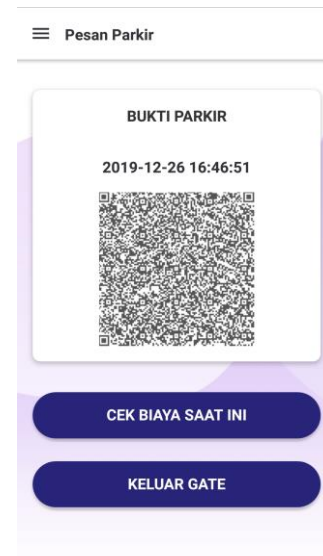 Pesan Parkir
BUKTI PARKIR
2019-12-26 16:46:51
CEK BIAYA SAAT INI
KELUAR GATE